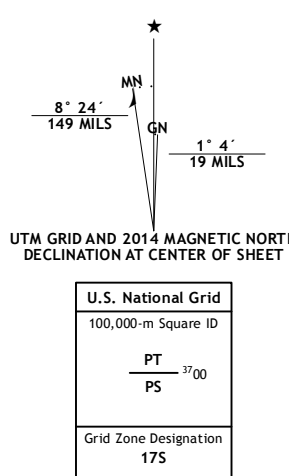 MN
8° 24´
149 MILS
GN
1° 4´
19 MILS
UTM GRID AND 2014 MAGNETIC NORT
DECLINATION AT CENTER OF SHEET
U.S. National Grid
100,000-m Square ID
PT
3700
PS
Grid Zone Designation
17S